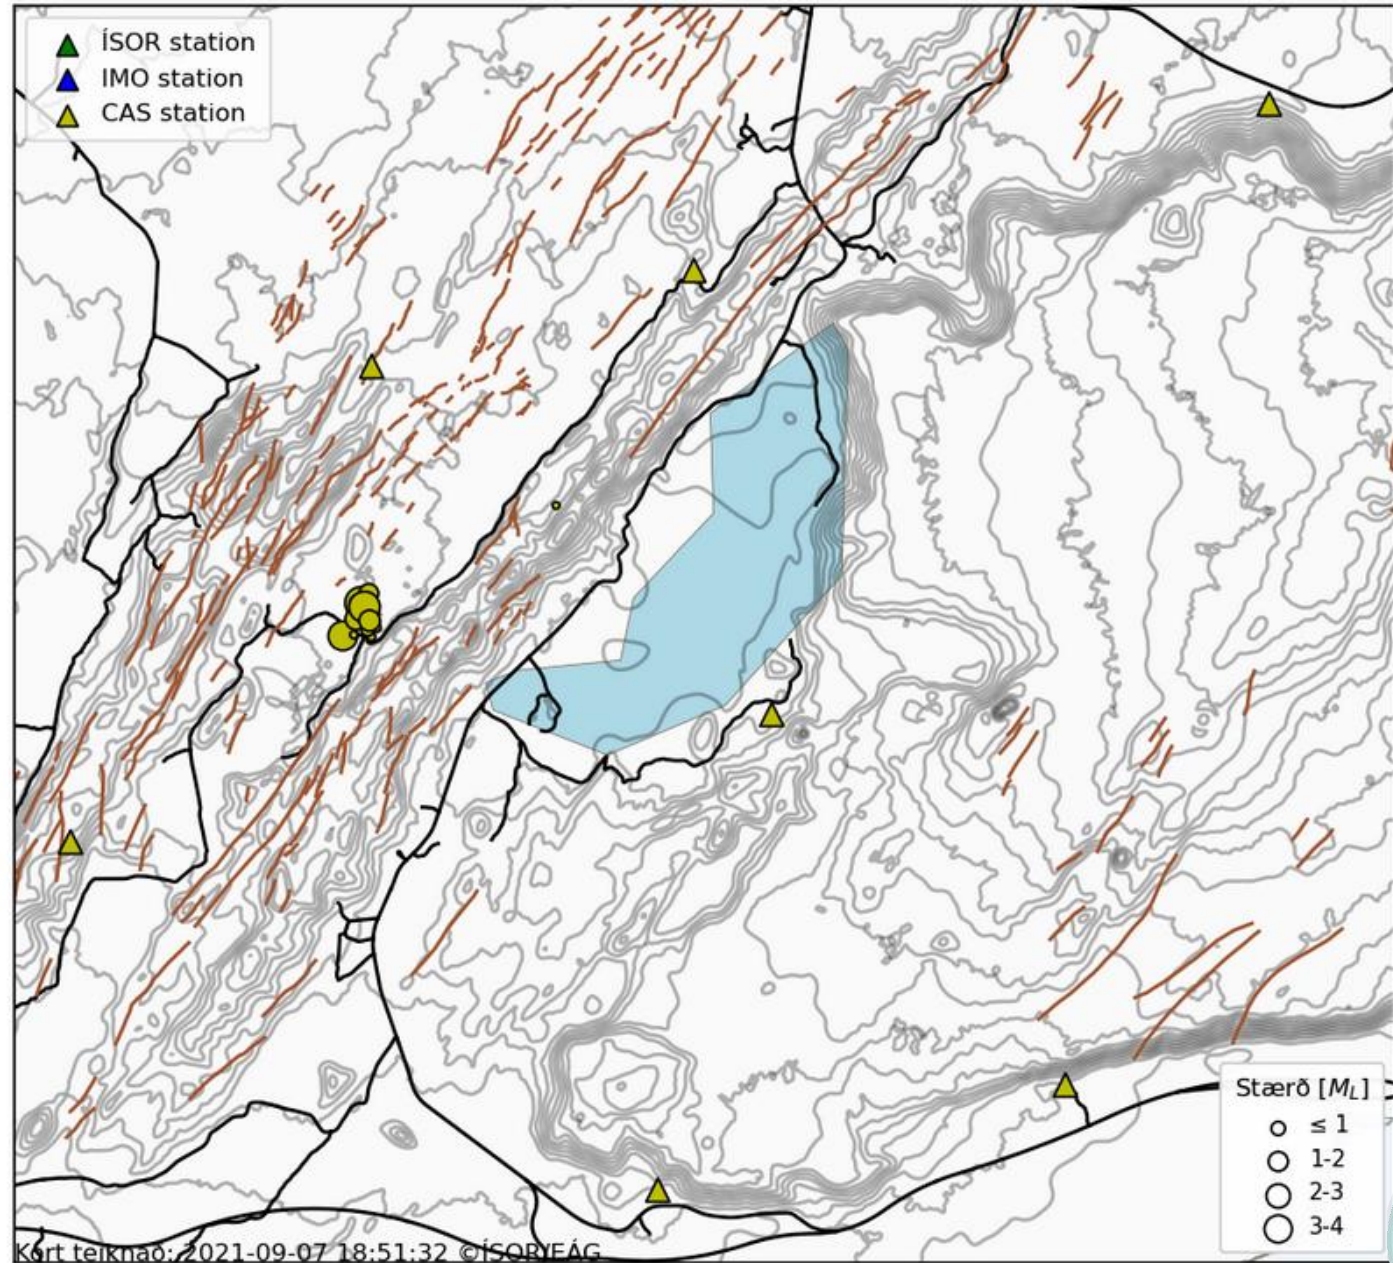 ÍSOR station
IMO station
CAS station
Stærð [M_L]
≤ 1
1-2
2-3
3-4
Kort teiknað: 2021-09-07 18:51:32 ©ÍSOR/EÁG